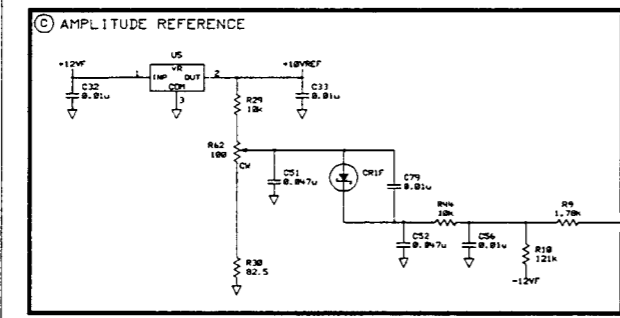 C AMPLITUDE REFERENCE
+12VF
U5
VR
1 INP OUT 2
COM
3
+10VREF
C32
0.01u
C33
0.01u
R29
10k
R62
100
CW
C51
0.047u
CR1F
C79
0.01u
R44
10k
R9
1.78k
C52
0.047u
C56
0.01u
R10
121k
-12VF
R30
82.5